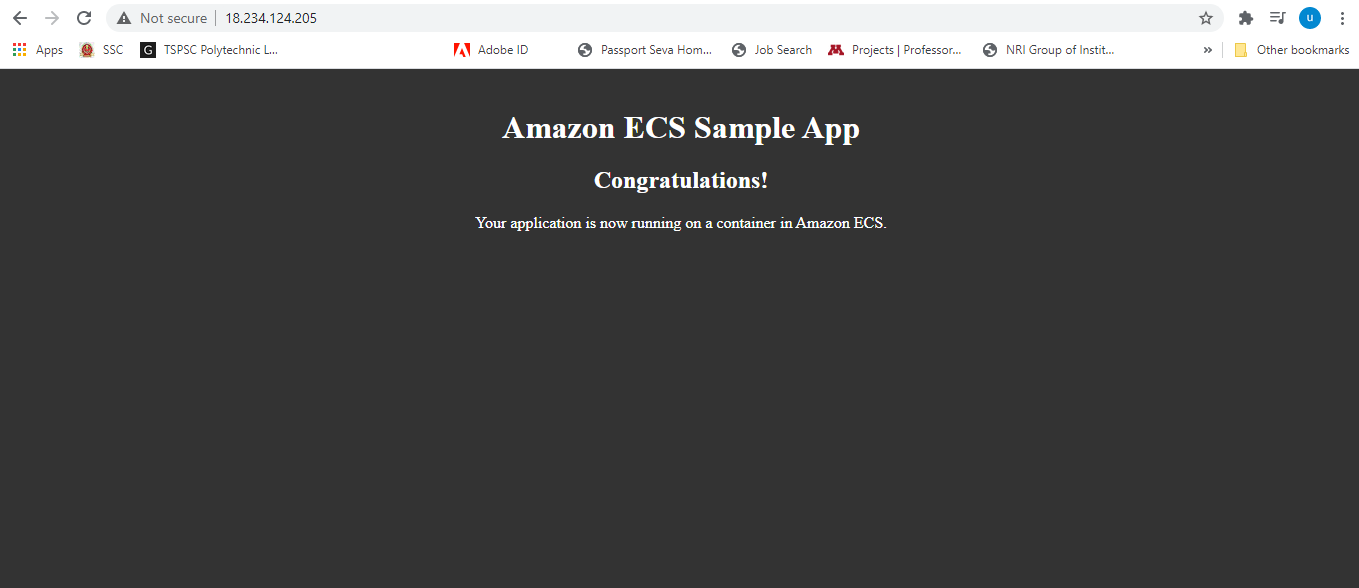 Not secure 18.234.124.205
u
Apps SSC G TSPSC Polytechnic L... Adobe ID Passport Seva Hom... Job Search M Projects | Professor... NRI Group of Instit... » Other bookmarks
Amazon ECS Sample App
Congratulations!
Your application is now running on a container in Amazon ECS.